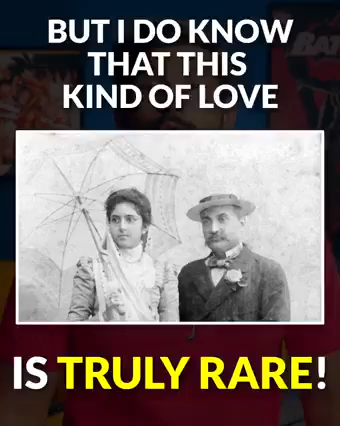 BUT I DO KNOW
THAT THIS
KIND OF LOVE
IS TRULY RARE!